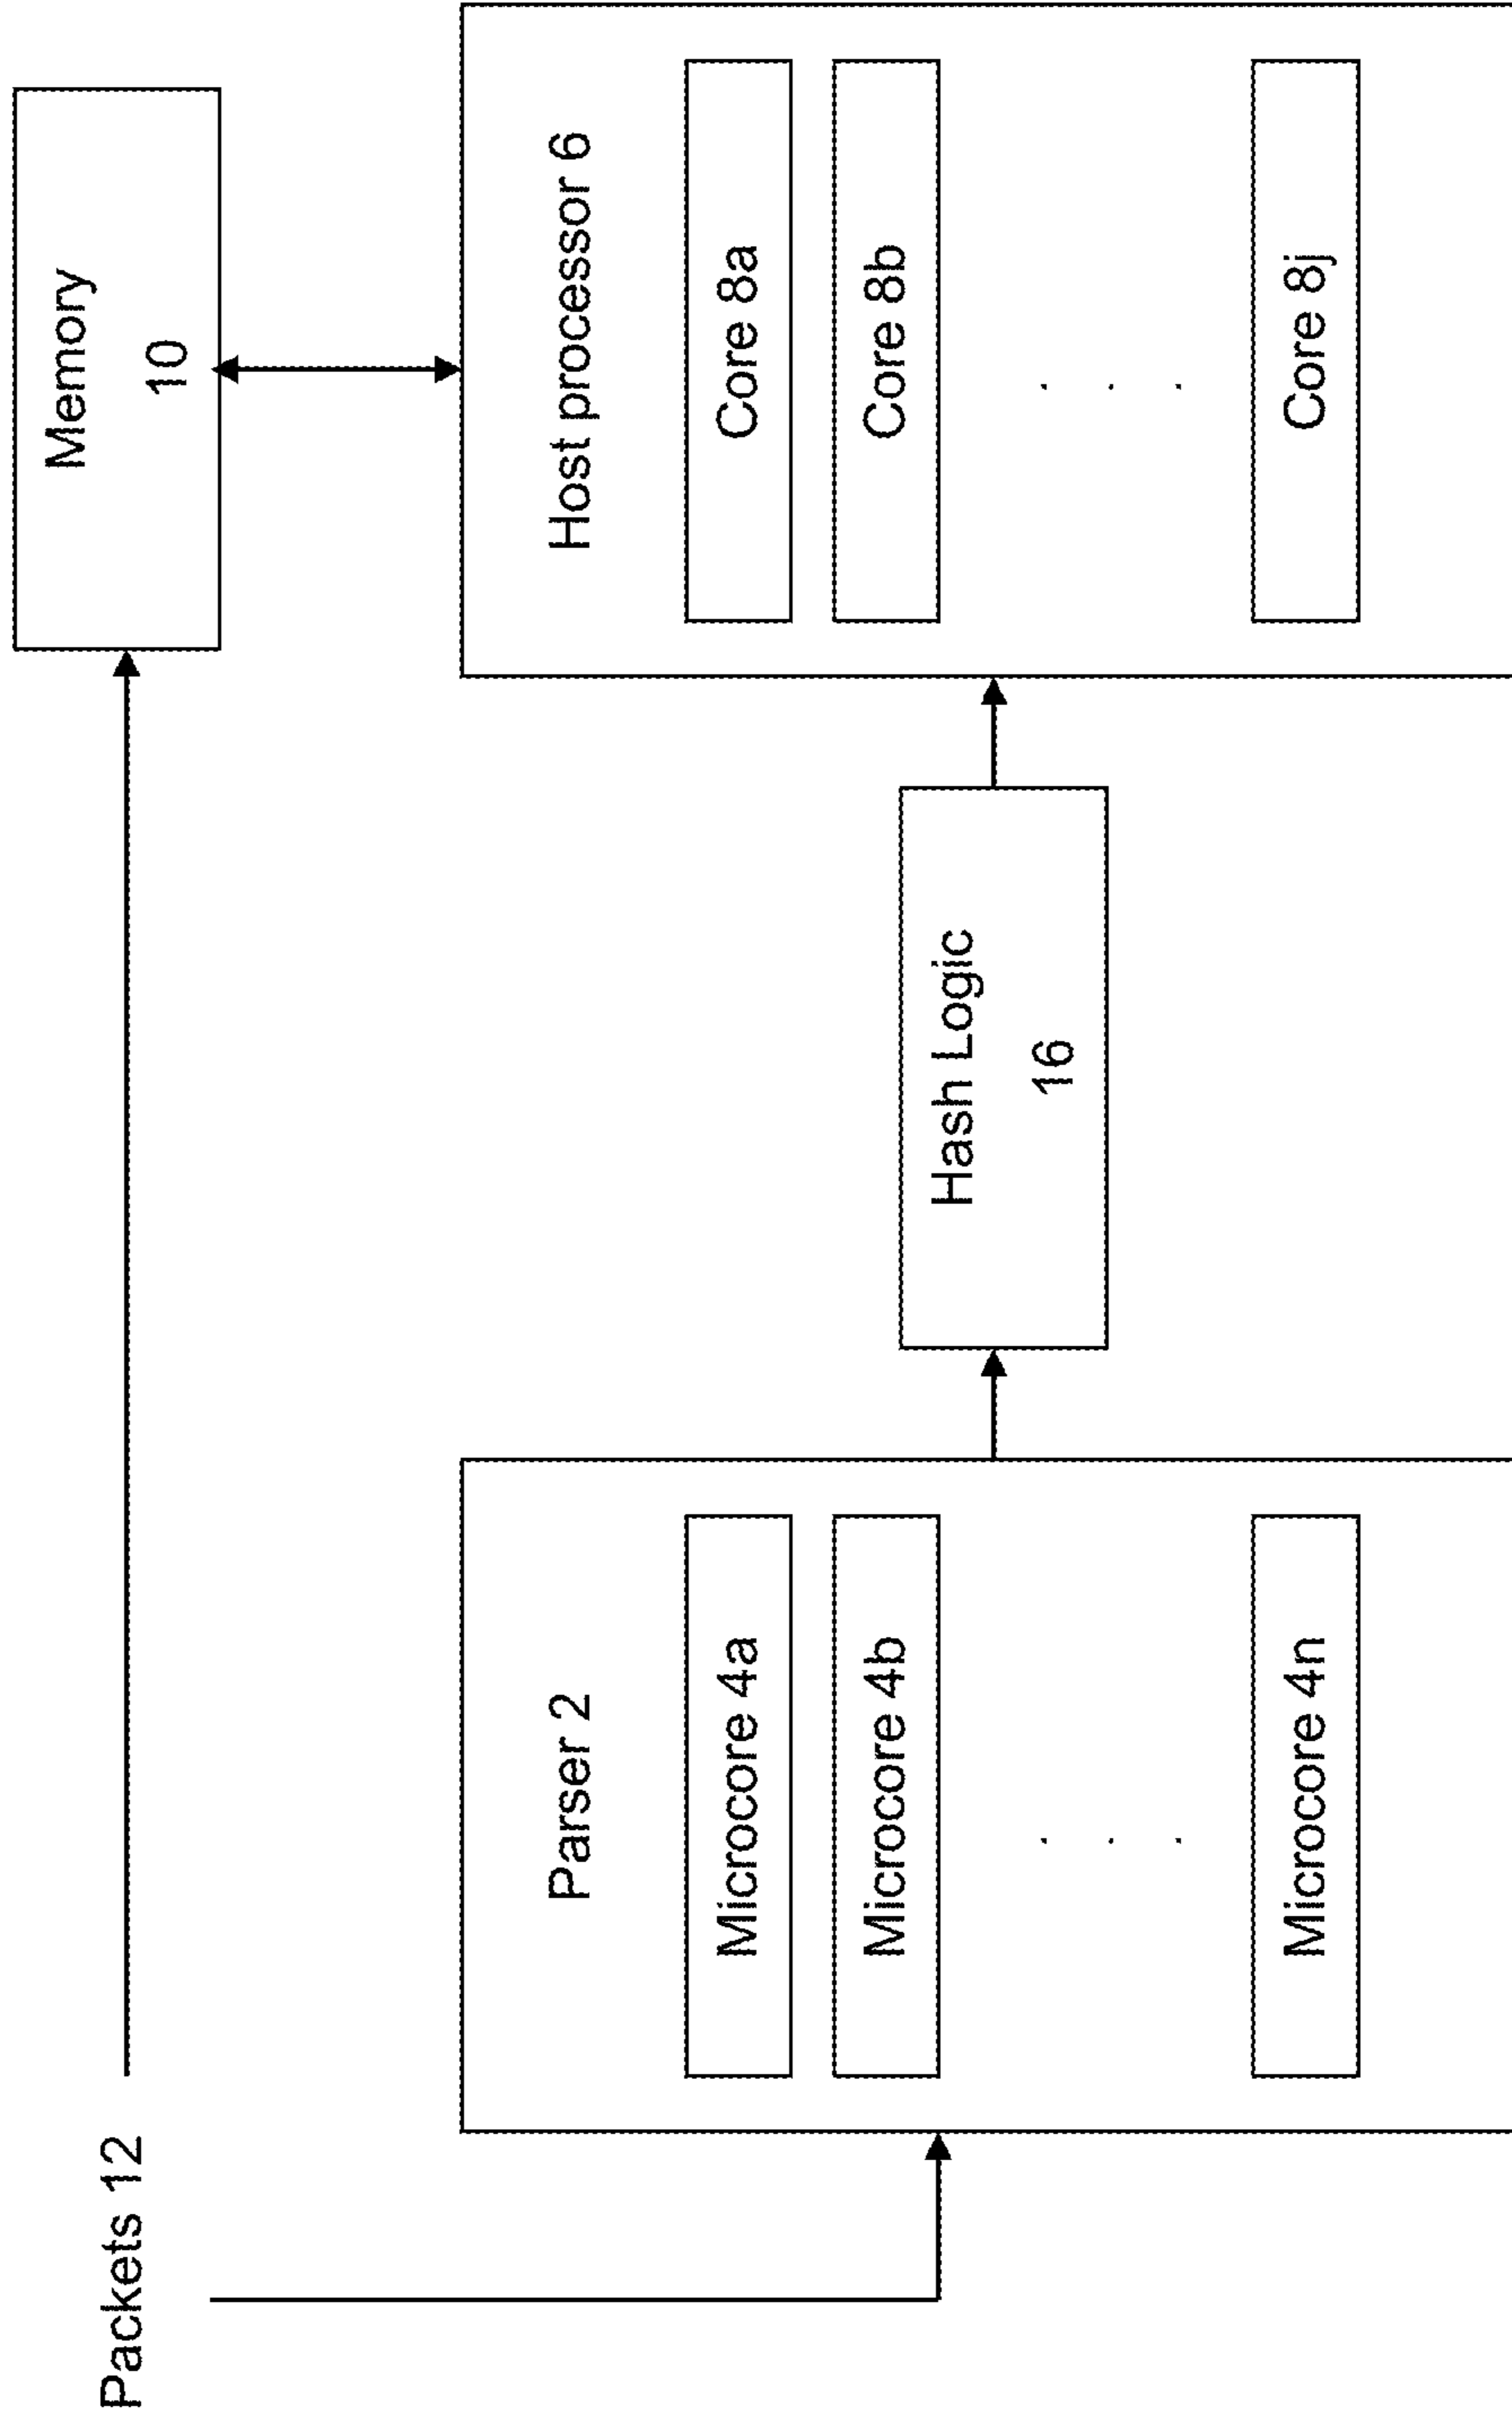 Packets 12
Memory
10
Parser 2
Microcore 4a
Microcore 4b
. . .
Microcore 4n
Hash Logic
16
Host processor 6
Core 8a
Core 8b
. . .
Core 8j